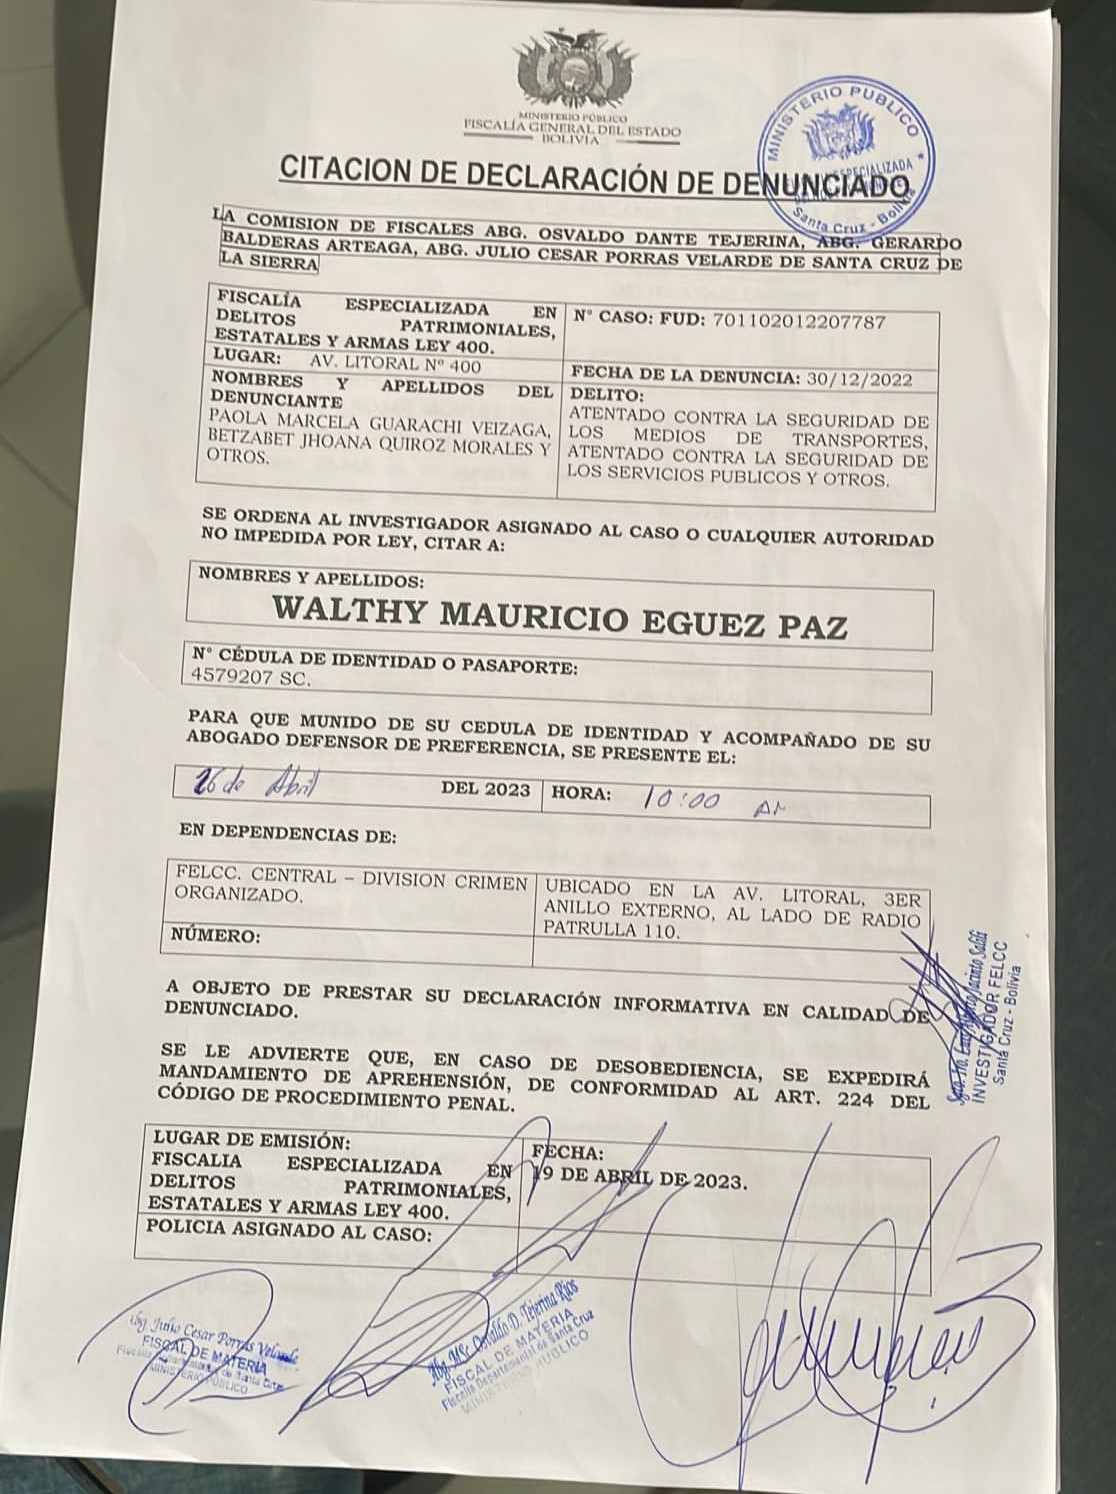 MINISTERIO PÚBLICO
FISCALÍA GENERAL DEL ESTADO
BOLIVIA
MINISTERIO PUBLICO
ESPECIALIZADA
Santa Cruz - Bolivia
CITACION DE DECLARACIÓN DE DENUNCIADO
LA COMISION DE FISCALES ABG. OSVALDO DANTE TEJERINA, ABG. GERARDO
BALDERAS ARTEAGA, ABG. JULIO CESAR PORRAS VELARDE DE SANTA CRUZ DE
LA SIERRA
FISCALÍA ESPECIALIZADA EN
DELITOS PATRIMONIALES,
ESTATALES Y ARMAS LEY 400.
N° CASO: FUD: 701102012207787
LUGAR: AV. LITORAL Nº 400
FECHA DE LA DENUNCIA: 30/12/2022
NOMBRES Y APELLIDOS DEL
DENUNCIANTE
PAOLA MARCELA GUARACHI VEIZAGA,
BETZABET JHOANA QUIROZ MORALES Y
OTROS.
DELITO:
ATENTADO CONTRA LA SEGURIDAD DE
LOS MEDIOS DE TRANSPORTES,
ATENTADO CONTRA LA SEGURIDAD DE
LOS SERVICIOS PUBLICOS Y OTROS.
SE ORDENA AL INVESTIGADOR ASIGNADO AL CASO O CUALQUIER AUTORIDAD
NO IMPEDIDA POR LEY, CITAR A:
NOMBRES Y APELLIDOS:
WALTHY MAURICIO EGUEZ PAZ
N° CÉDULA DE IDENTIDAD O PASAPORTE:
4579207 SC.
PARA QUE MUNIDO DE SU CEDULA DE IDENTIDAD Y ACOMPAÑADO DE SU
ABOGADO DEFENSOR DE PREFERENCIA, SE PRESENTE EL:
26 de Abril DEL 2023 HORA: 10:00 AM
EN DEPENDENCIAS DE:
FELCC. CENTRAL – DIVISION CRIMEN
ORGANIZADO.
UBICADO EN LA AV. LITORAL, 3ER
ANILLO EXTERNO, AL LADO DE RADIO
PATRULLA 110.
NÚMERO:
A OBJETO DE PRESTAR SU DECLARACIÓN INFORMATIVA EN CALIDAD DE
DENUNCIADO.
INVESTIGADOR FELCC
Santa Cruz - Bolivia
SE LE ADVIERTE QUE, EN CASO DE DESOBEDIENCIA, SE EXPEDIRÁ
MANDAMIENTO DE APREHENSIÓN, DE CONFORMIDAD AL ART. 224 DEL
CÓDIGO DE PROCEDIMIENTO PENAL.
LUGAR DE EMISIÓN:
FISCALIA ESPECIALIZADA EN
DELITOS PATRIMONIALES,
ESTATALES Y ARMAS LEY 400.
FECHA:
19 DE ABRIL DE 2023.
POLICIA ASIGNADO AL CASO:
Abg. Julio Cesar Porras Velarde
FISCAL DE MATERIA
Fiscalía Departamental de Santa Cruz
MINISTERIO PÚBLICO
Abg. MSc. Osvaldo D. Tejerina Rios
FISCAL DE MATERIA
Fiscalía Departamental de Santa Cruz
MINISTERIO PÚBLICO